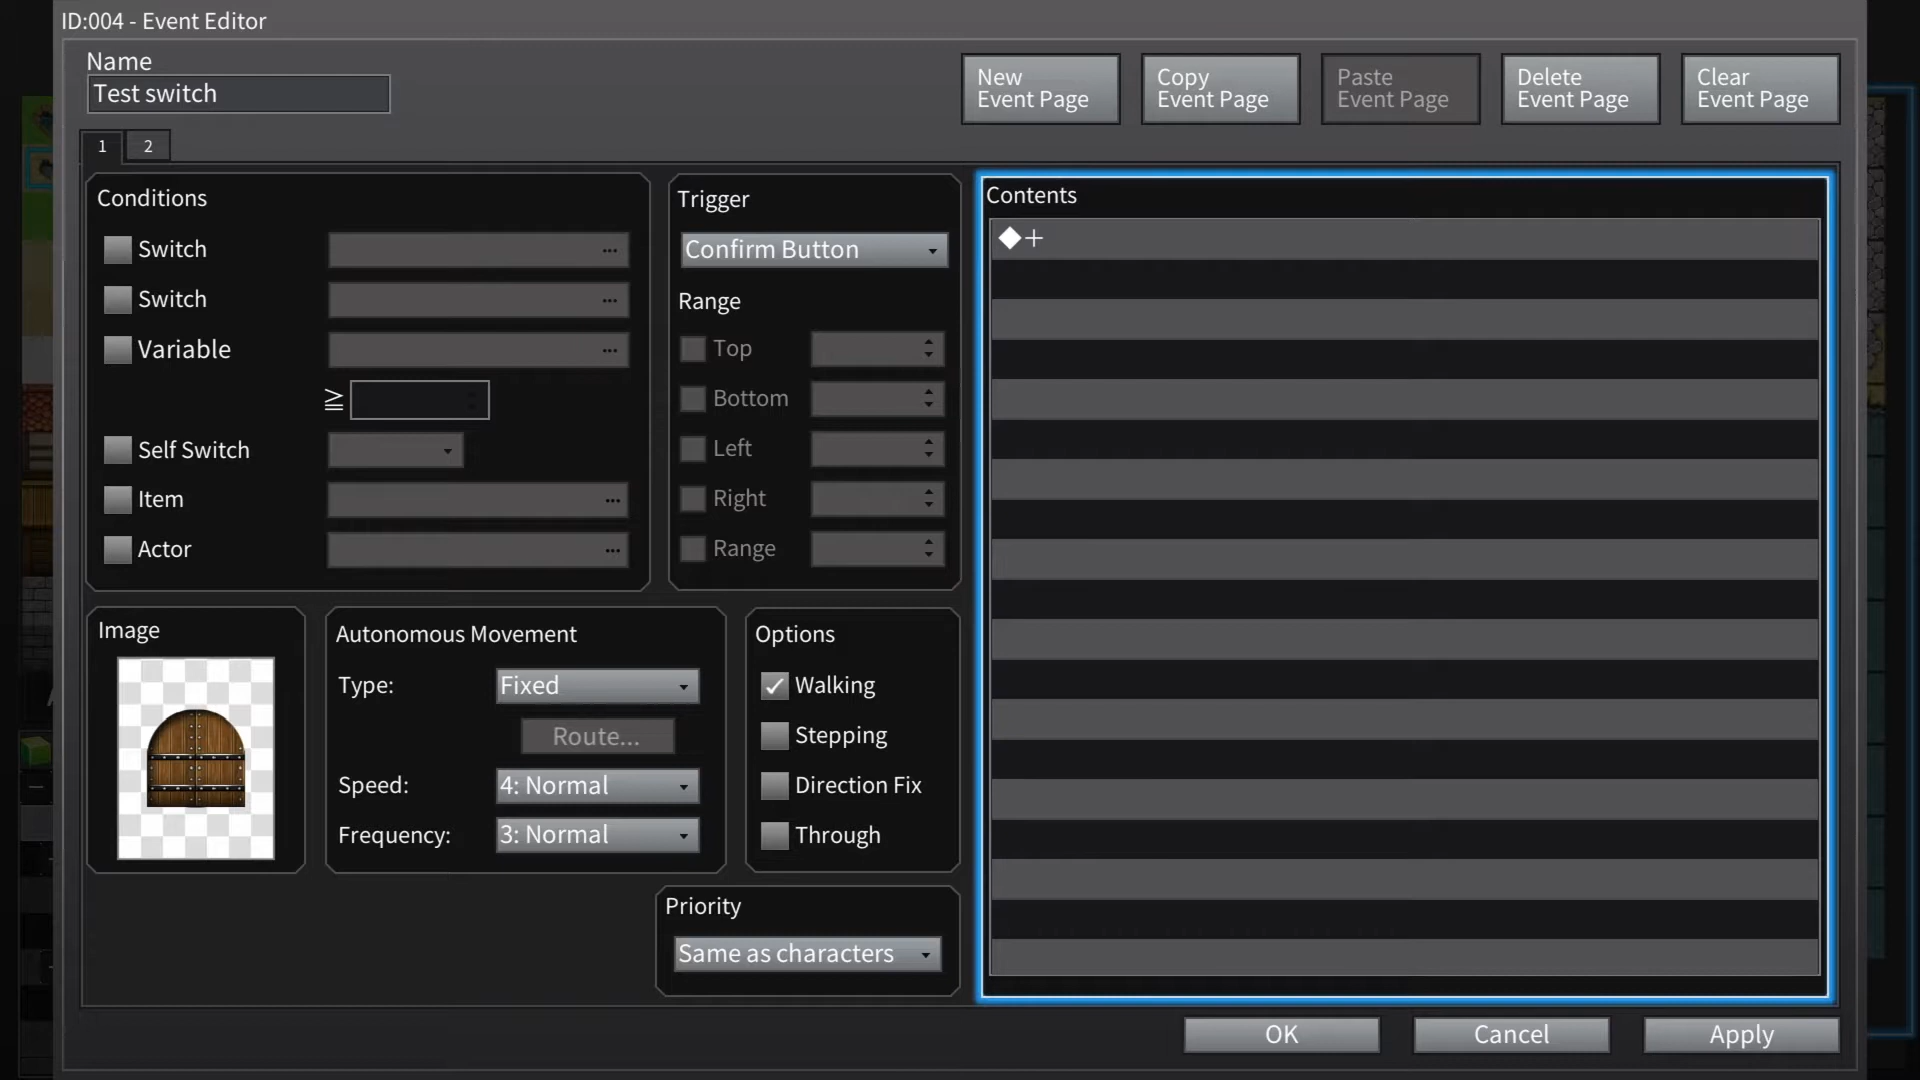 ID:004 - Event Editor
Name
Test switch
New
Event Page
Copy
Event Page
Paste
Event Page
Delete
Event Page
Clear
Event Page
1
2
Conditions
Switch
...
Switch
...
Variable
...
≧
Self Switch
Item
...
Actor
...
Trigger
Confirm Button
Range
Top
Bottom
Left
Right
Range
Contents
◆+
Image
Autonomous Movement
Type:
Fixed
Route...
Speed:
4: Normal
Frequency:
3: Normal
Options
Walking
Stepping
Direction Fix
Through
Priority
Same as characters
OK
Cancel
Apply